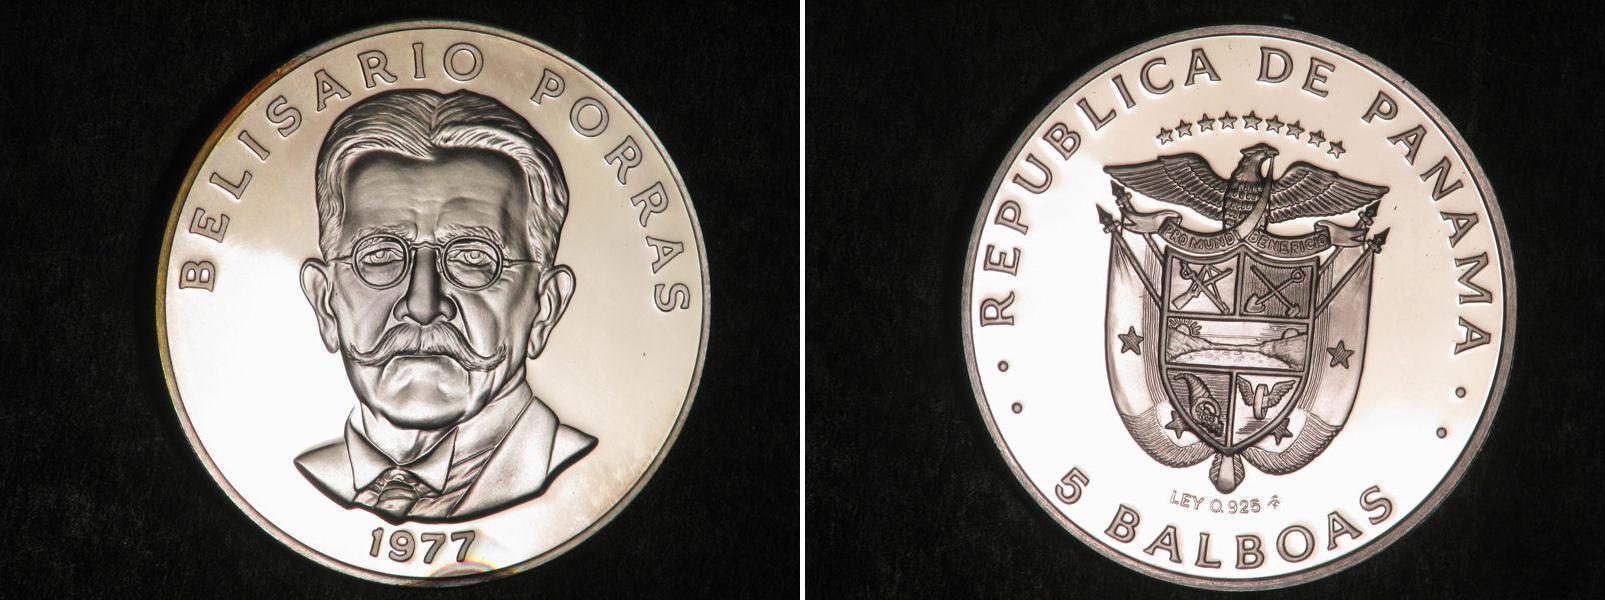 BELISARIO PORRAS
1977
REPUBLICA DE PANAMA
PRO MUNDI BENEFICIO
LEY 0.925
5 BALBOAS